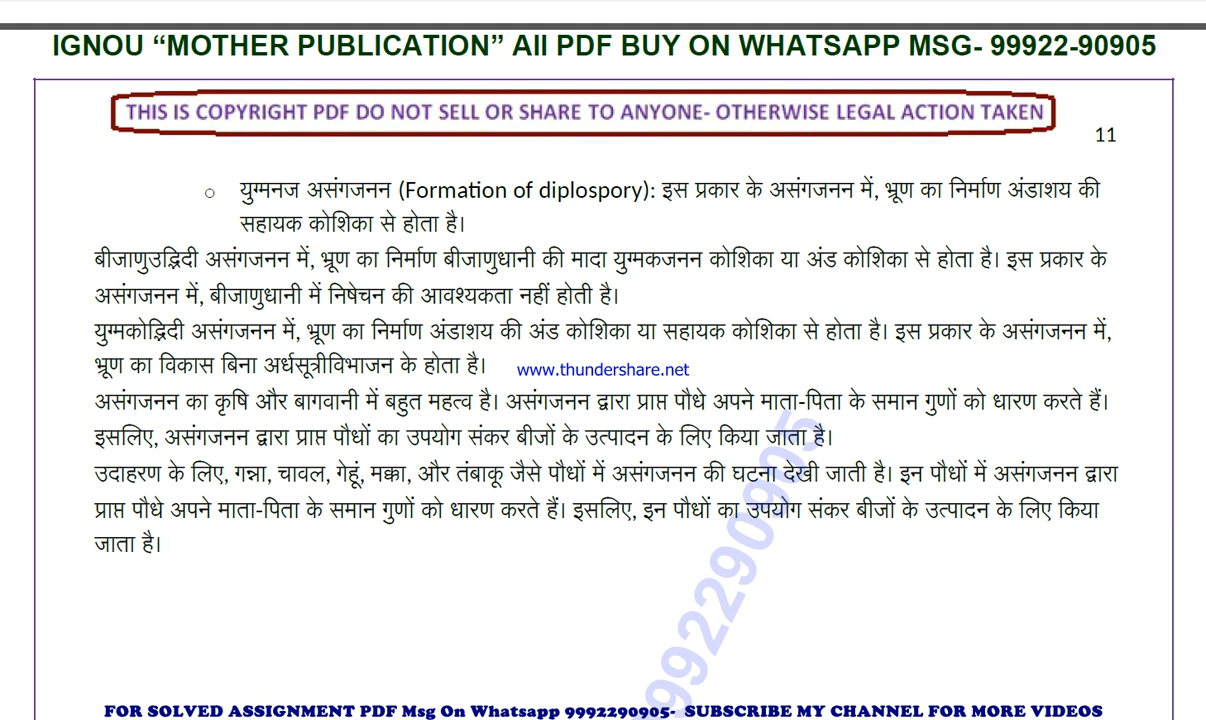 IGNOU “MOTHER PUBLICATION” All PDF BUY ON WHATSAPP MSG- 99922-90905
THIS IS COPYRIGHT PDF DO NOT SELL OR SHARE TO ANYONE- OTHERWISE LEGAL ACTION TAKEN
11
○ युग्मनज असंगजनन (Formation of diplospory): इस प्रकार के असंगजनन में, भ्रूण का निर्माण अंडाशय की
सहायक कोशिका से होता है।
बीजाणुउद्भिदी असंगजनन में, भ्रूण का निर्माण बीजाणुधानी की मादा युग्मकजनन कोशिका या अंड कोशिका से होता है। इस प्रकार के
असंगजनन में, बीजाणुधानी में निषेचन की आवश्यकता नहीं होती है।
युग्मकोद्भिदी असंगजनन में, भ्रूण का निर्माण अंडाशय की अंड कोशिका या सहायक कोशिका से होता है। इस प्रकार के असंगजनन में,
भ्रूण का विकास बिना अर्धसूत्रीविभाजन के होता है। www.thundershare.net
असंगजनन का कृषि और बागवानी में बहुत महत्व है। असंगजनन द्वारा प्राप्त पौधे अपने माता-पिता के समान गुणों को धारण करते हैं।
इसलिए, असंगजनन द्वारा प्राप्त पौधों का उपयोग संकर बीजों के उत्पादन के लिए किया जाता है।
उदाहरण के लिए, गन्ना, चावल, गेहूं, मक्का, और तंबाकू जैसे पौधों में असंगजनन की घटना देखी जाती है। इन पौधों में असंगजनन द्वारा
प्राप्त पौधे अपने माता-पिता के समान गुणों को धारण करते हैं। इसलिए, इन पौधों का उपयोग संकर बीजों के उत्पादन के लिए किया
जाता है।
9992290905
FOR SOLVED ASSIGNMENT PDF Msg On Whatsapp 9992290905- SUBSCRIBE MY CHANNEL FOR MORE VIDEOS